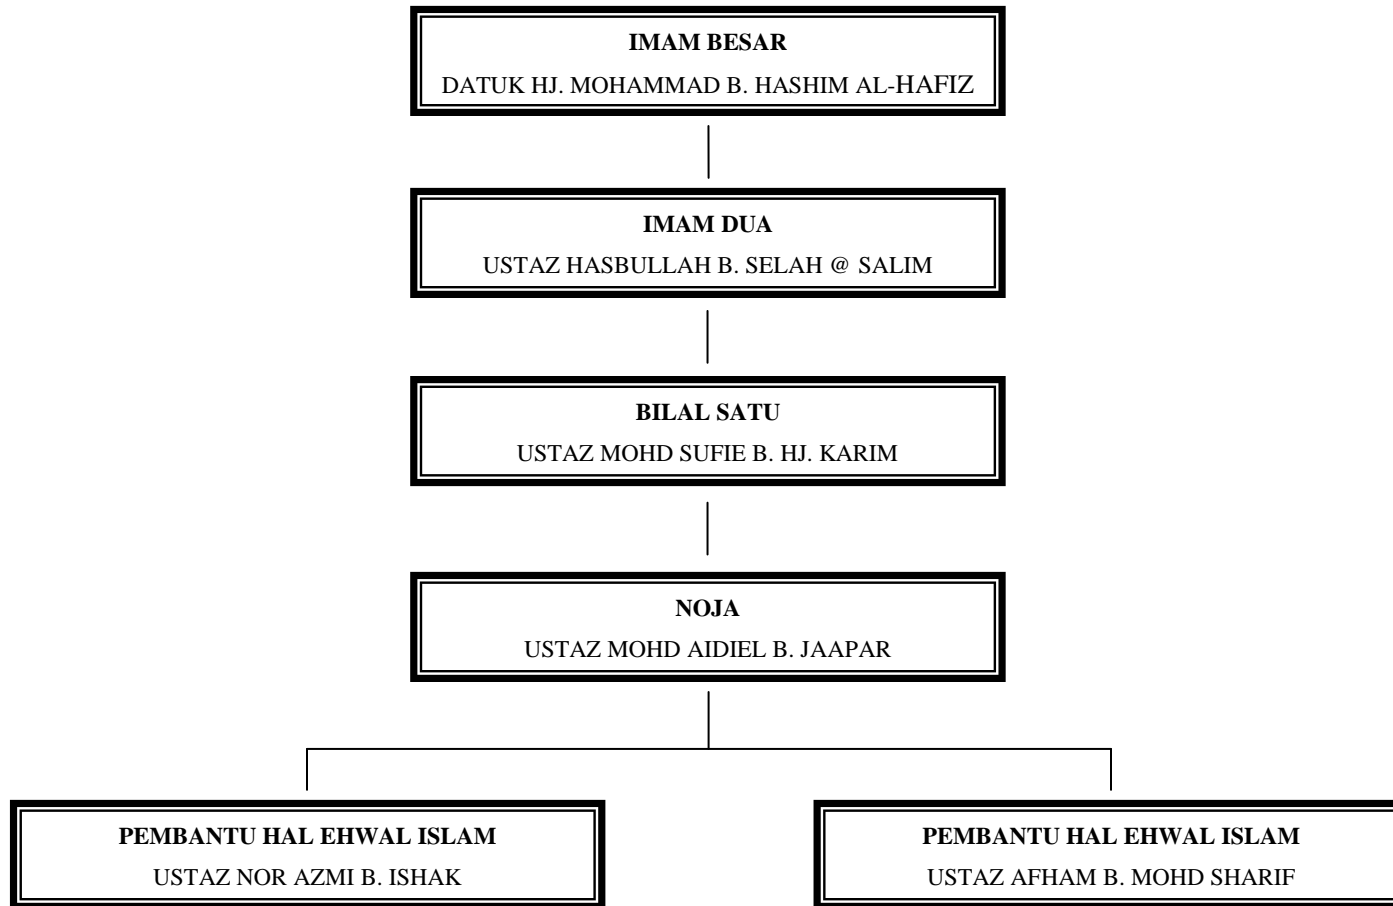 IMAM BESAR
DATUK HJ. MOHAMMAD B. HASHIM AL-HAFIZ
IMAM DUA
USTAZ HASBULLAH B. SELAH @ SALIM
BILAL SATU
USTAZ MOHD SUFIE B. HJ. KARIM
NOJA
USTAZ MOHD AIDIEL B. JAAPAR
PEMBANTU HAL EHWAL ISLAM
USTAZ NOR AZMI B. ISHAK
PEMBANTU HAL EHWAL ISLAM
USTAZ AFHAM B. MOHD SHARIF